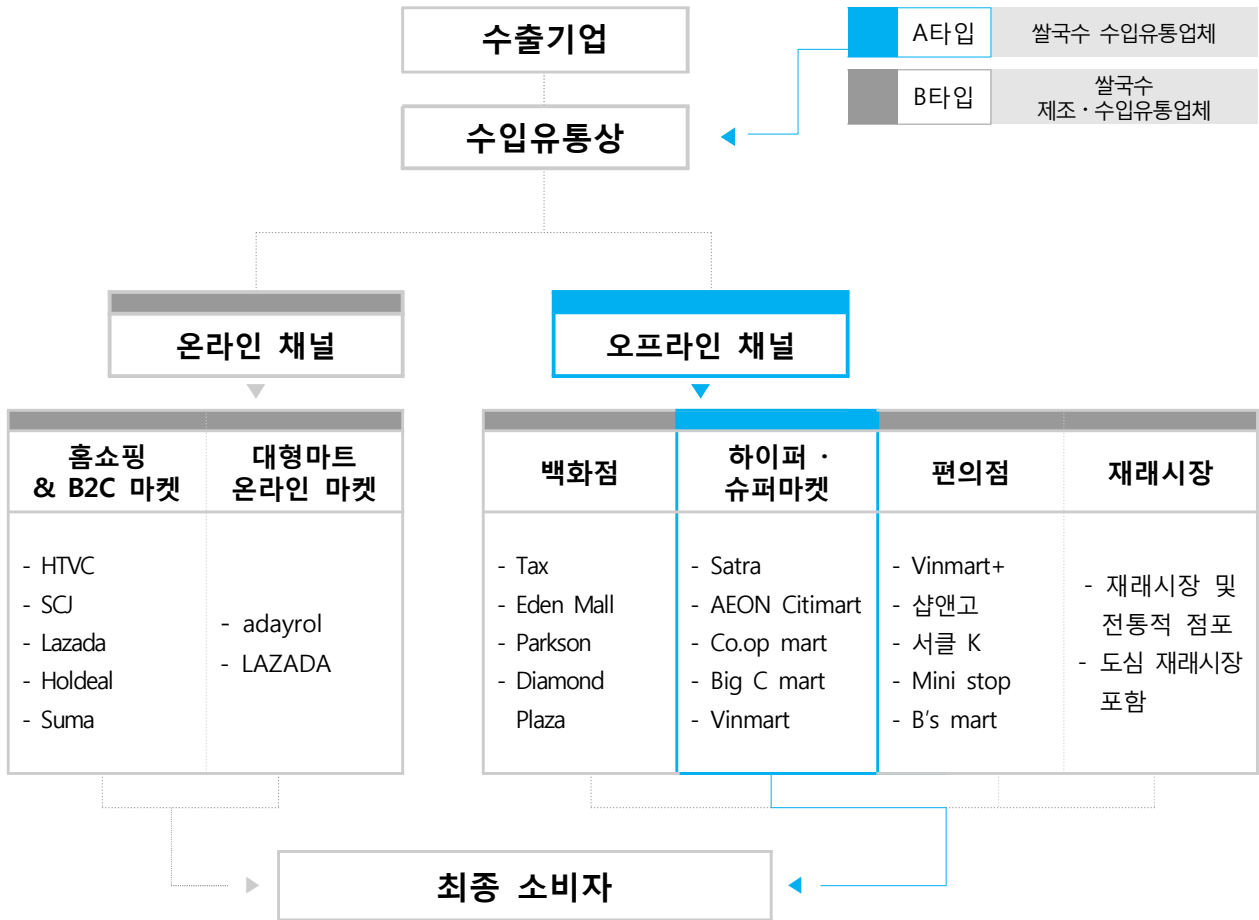 수출기업
A타입
쌀국수 수입유통업체
B타입
쌀국수
제조·수입유통업체
수입유통상
온라인 채널
오프라인 채널
홈쇼핑
& B2C 마켓
대형마트
온라인 마켓
백화점
하이퍼·
슈퍼마켓
편의점
재래시장
- HTVC
- SCJ
- Lazada
- Holdeal
- Suma
- adayrol
- LAZADA
- Tax
- Eden Mall
- Parkson
- Diamond
Plaza
- Satra
- AEON Citimart
- Co.op mart
- Big C mart
- Vinmart
- Vinmart+
- 샵앤고
- 서클 K
- Mini stop
- B's mart
- 재래시장 및
전통적 점포
- 도심 재래시장
포함
최종 소비자